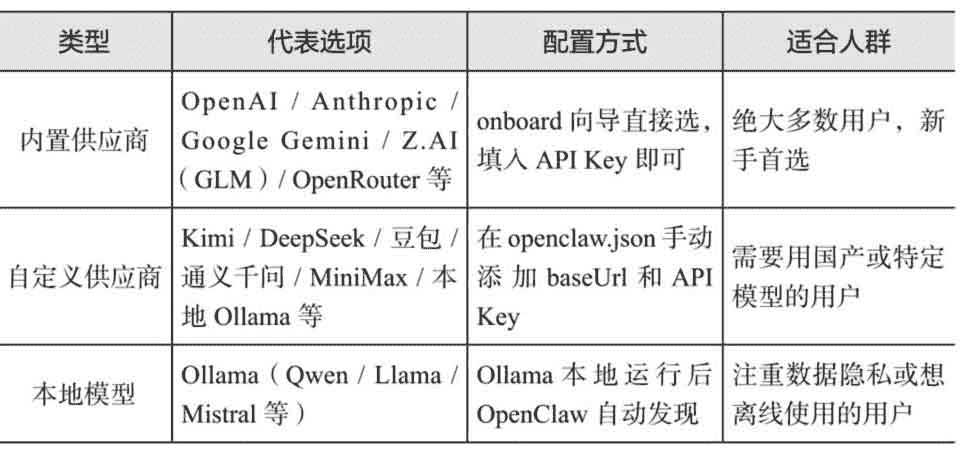 类型
代表选项
配置方式
适合人群
内置供应商
OpenAI / Anthropic /
Google Gemini / Z.AI
（GLM）/ OpenRouter 等
onboard 向导直接选，
填入 API Key 即可
绝大多数用户，新
手首选
自定义供应商
Kimi / DeepSeek / 豆包 /
通义千问 / MiniMax / 本
地 Ollama 等
在 openclaw.json 手动
添加 baseUrl 和 API
Key
需要用国产或特定
模型的用户
本地模型
Ollama（Qwen / Llama /
Mistral 等）
Ollama 本地运行后
OpenClaw 自动发现
注重数据隐私或想
离线使用的用户